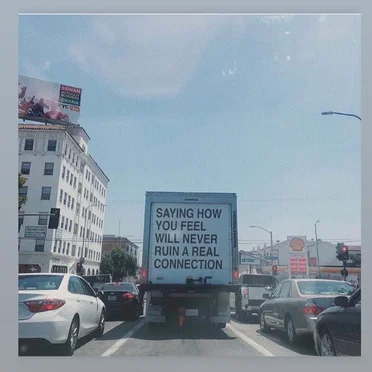 SAYING HOW
YOU FEEL
WILL NEVER
RUIN A REAL
CONNECTION